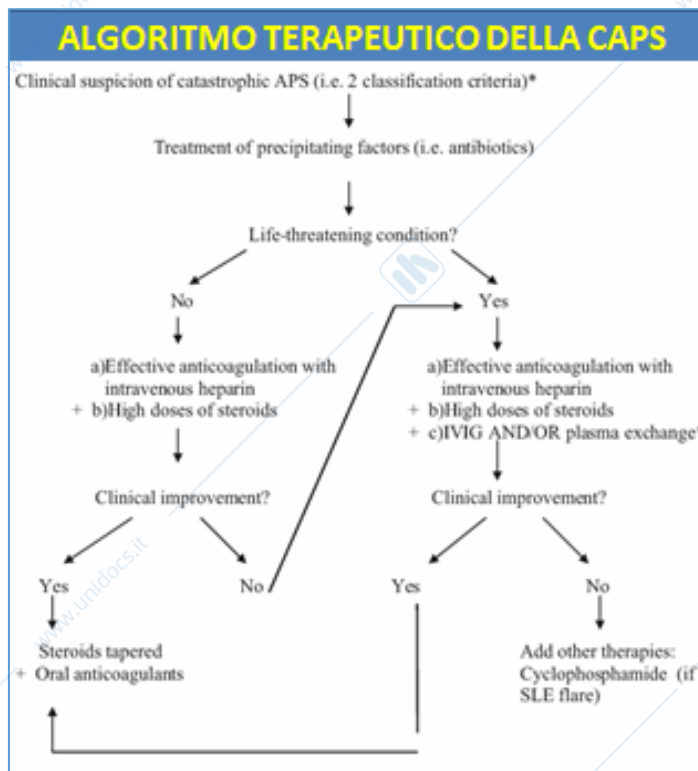 ALGORITMO TERAPEUTICO DELLA CAPS
Clinical suspicion of catastrophic APS (i.e. 2 classification criteria)*
Treatment of precipitating factors (i.e. antibiotics)
Life-threatening condition?
No
Yes
a)Effective anticoagulation with
intravenous heparin
+ b)High doses of steroids
a)Effective anticoagulation with
intravenous heparin
+ b)High doses of steroids
+ c)IVIG AND/OR plasma exchange
Clinical improvement?
Clinical improvement?
Yes
No
Yes
No
Steroids tapered
+ Oral anticoagulants
Add other therapies:
Cyclophosphamide (if
SLE flare)
www.unidocs.it